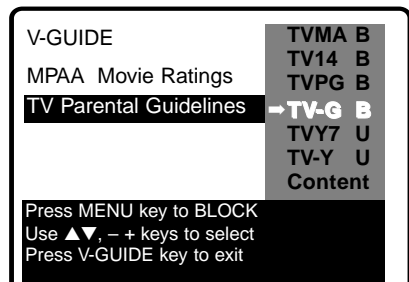 V-GUIDE
MPAA Movie Ratings
TV Parental Guidelines
TVMA B
TV14 B
TVPG B
➡TV-G B
TVY7 U
TV-Y U
Content
Press MENU key to BLOCK
Use ▲▼, – + keys to select
Press V-GUIDE key to exit